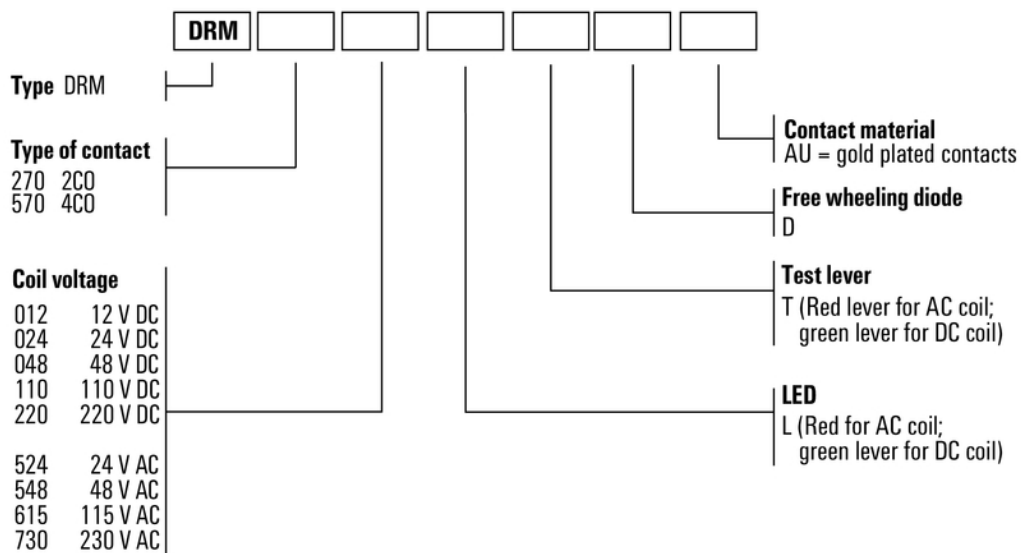 DRM
Type DRM
Type of contact
270 2CO
570 4CO
Coil voltage
012 12 V DC
024 24 V DC
048 48 V DC
110 110 V DC
220 220 V DC
524 24 V AC
548 48 V AC
615 115 V AC
730 230 V AC
Contact material
AU = gold plated contacts
Free wheeling diode
D
Test lever
T (Red lever for AC coil;
green lever for DC coil)
LED
L (Red for AC coil;
green lever for DC coil)